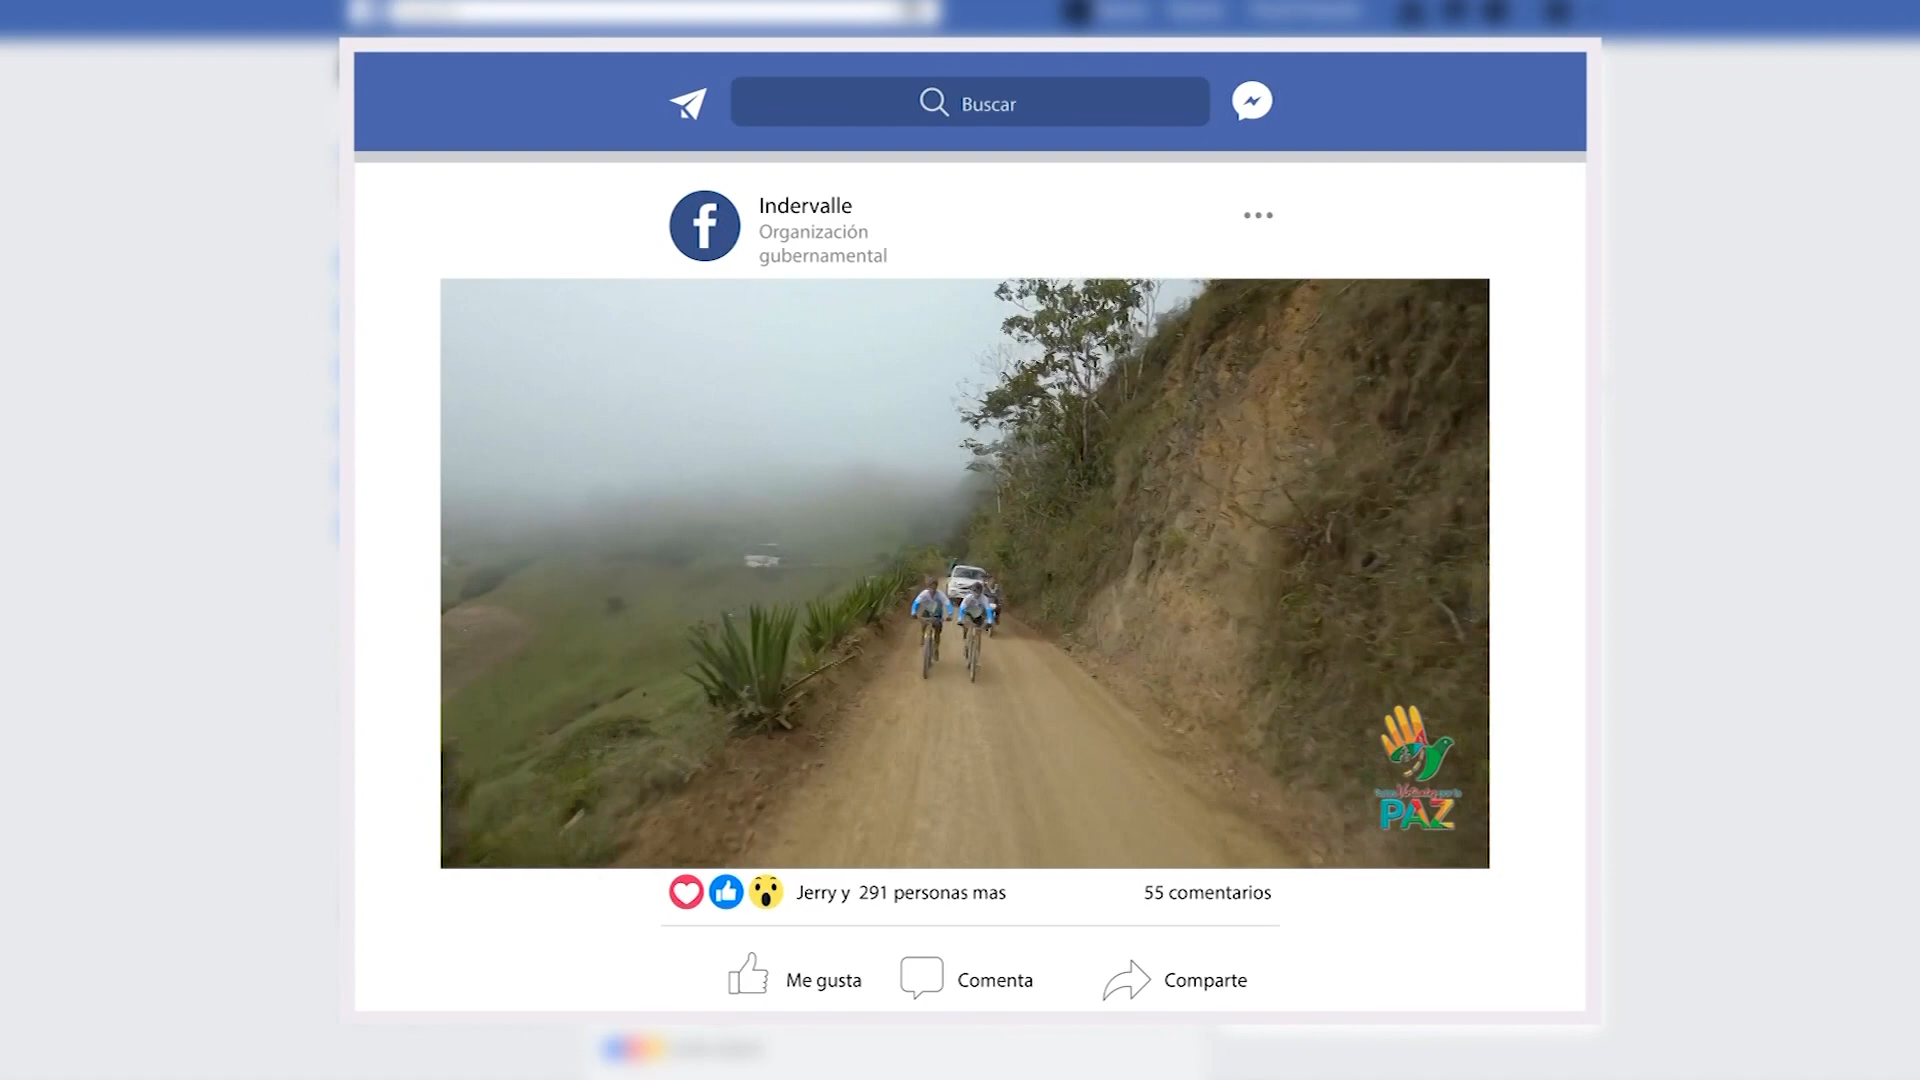 Buscar
Indervalle
Organización
gubernamental
PAZ
Jerry y 291 personas mas
55 comentarios
Me gusta
Comenta
Comparte